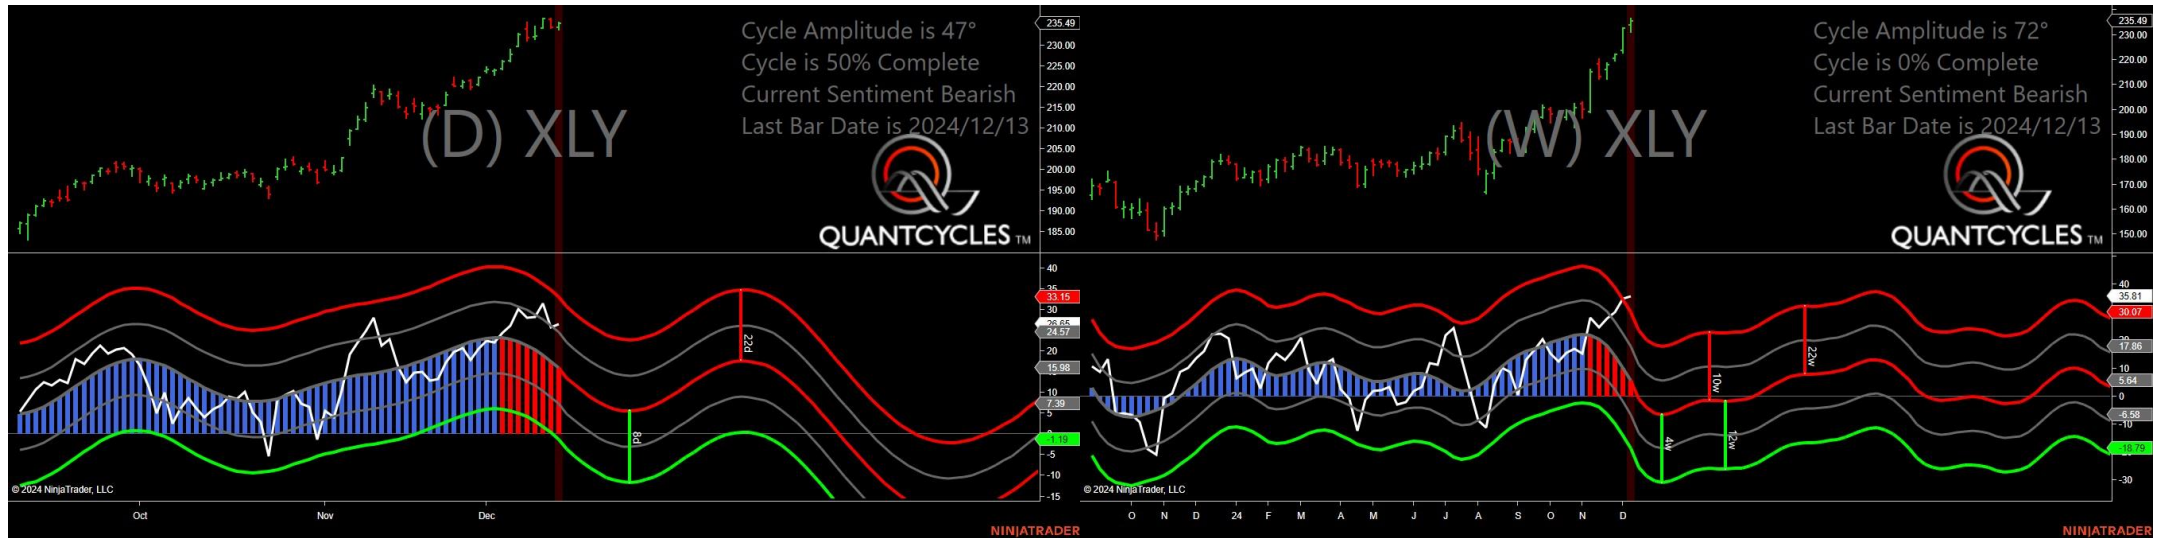 Cycle Amplitude is 47°
Cycle is 50% Complete
Current Sentiment Bearish
Last Bar Date is 2024/12/13
(D) XLY
QUANTCYCLES TM
235.49
230.00
225.00
220.00
215.00
210.00
205.00
200.00
195.00
190.00
185.00
40
35
33.15
30
26.65
24.57
20
15.98
10
7.39
5
-1.19
-5
-10
-15
22d
8d
© 2024 NinjaTrader, LLC
Oct Nov Dec
NINJATRADER
Cycle Amplitude is 72°
Cycle is 0% Complete
Current Sentiment Bearish
Last Bar Date is 2024/12/13
(W) XLY
QUANTCYCLES TM
235.49
230.00
220.00
210.00
200.00
190.00
180.00
170.00
160.00
150.00
40
35.81
30.07
17.86
10
5.64
0
-6.58
-10
-18.79
-30
10w
22w
4w
12w
© 2024 NinjaTrader, LLC
O N D 24 F M A M J J A S O N D
NINJATRADER